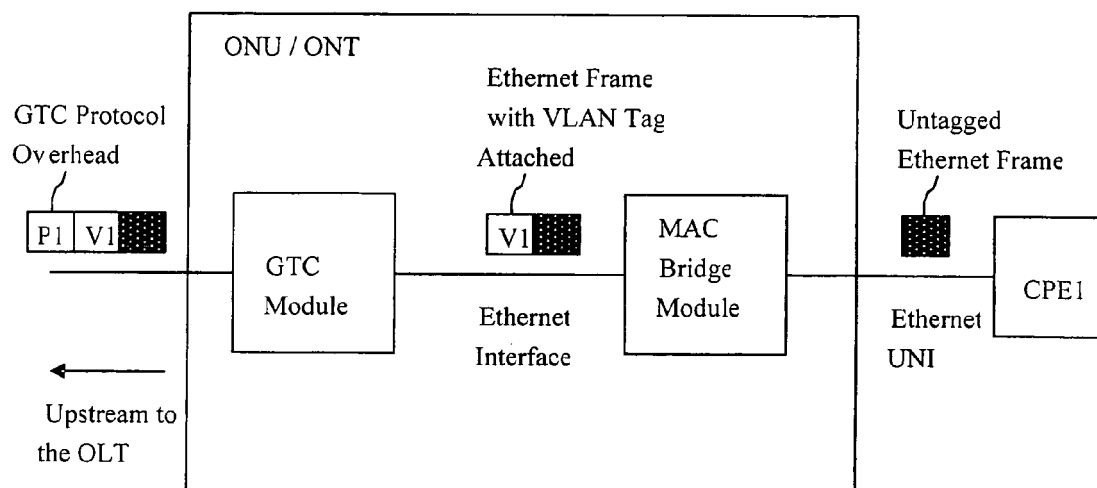 ONU / ONT
GTC Protocol
Overhead
Ethernet Frame
with VLAN Tag
Attached
Untagged
Ethernet Frame
P1 V1
V1
GTC
Module
MAC
Bridge
Module
CPE1
Ethernet
Interface
Ethernet
UNI
Upstream to
the OLT